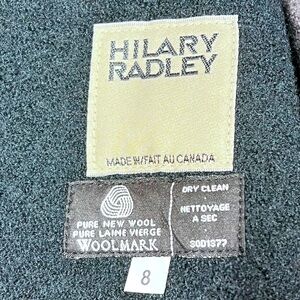 HILARY
RADLEY
MADE IN/FAIT AU CANADA
PURE NEW WOOL
PURE LAINE VIERGE
WOOLMARK
DRY CLEAN
NETTOYAGE
A SEC
8